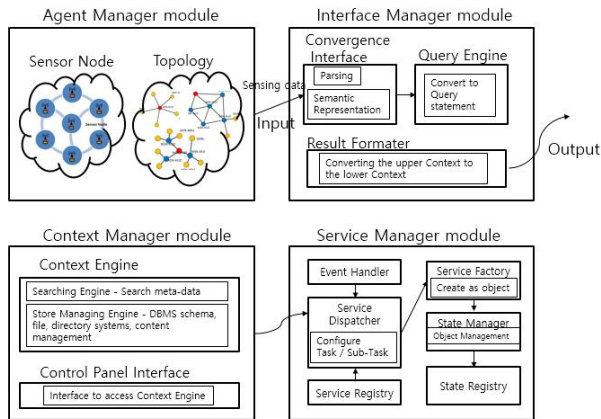 Agent Manager module
Sensor Node
Topology
Sensor Node
Sensing data
Input
Interface Manager module
Convergence
Interface
Parsing
Semantic
Representation
Query Engine
Convert to
Query
statement
Result Formater
Converting the upper Context to
the lower Context
Output
Context Manager module
Context Engine
Searching Engine - Search meta-data
Store Managing Engine - DBMS schema,
file, directory systems, content
management
Control Panel Interface
Interface to access Context Engine
Service Manager module
Event Handler
Service
Dispatcher
Configure
Task / Sub-Task
Service Registry
Service Factory
Create as object
State Manager
Object Management
State Registry